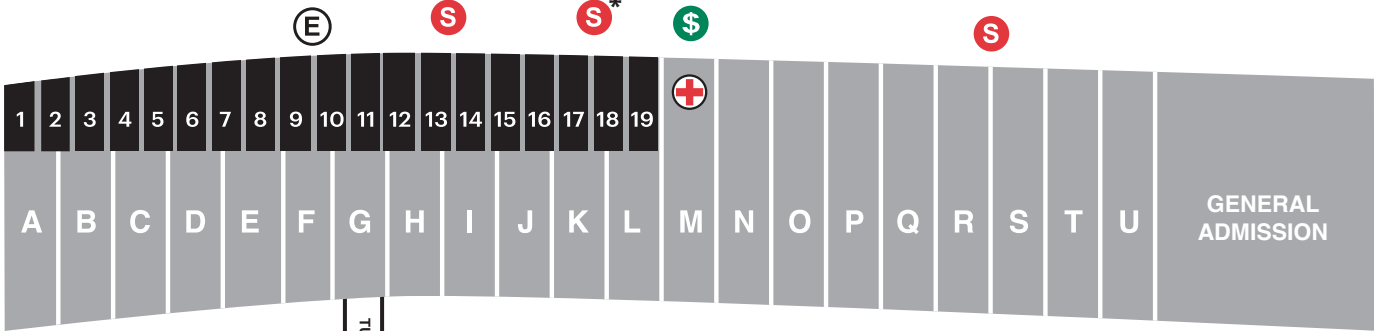 E S S* $ S
1 2 3 4 5 6 7 8 9 10 11 12 13 14 15 16 17 18 19
A B C D E F G H I J K L M N O P Q R S T U GENERAL
ADMISSION